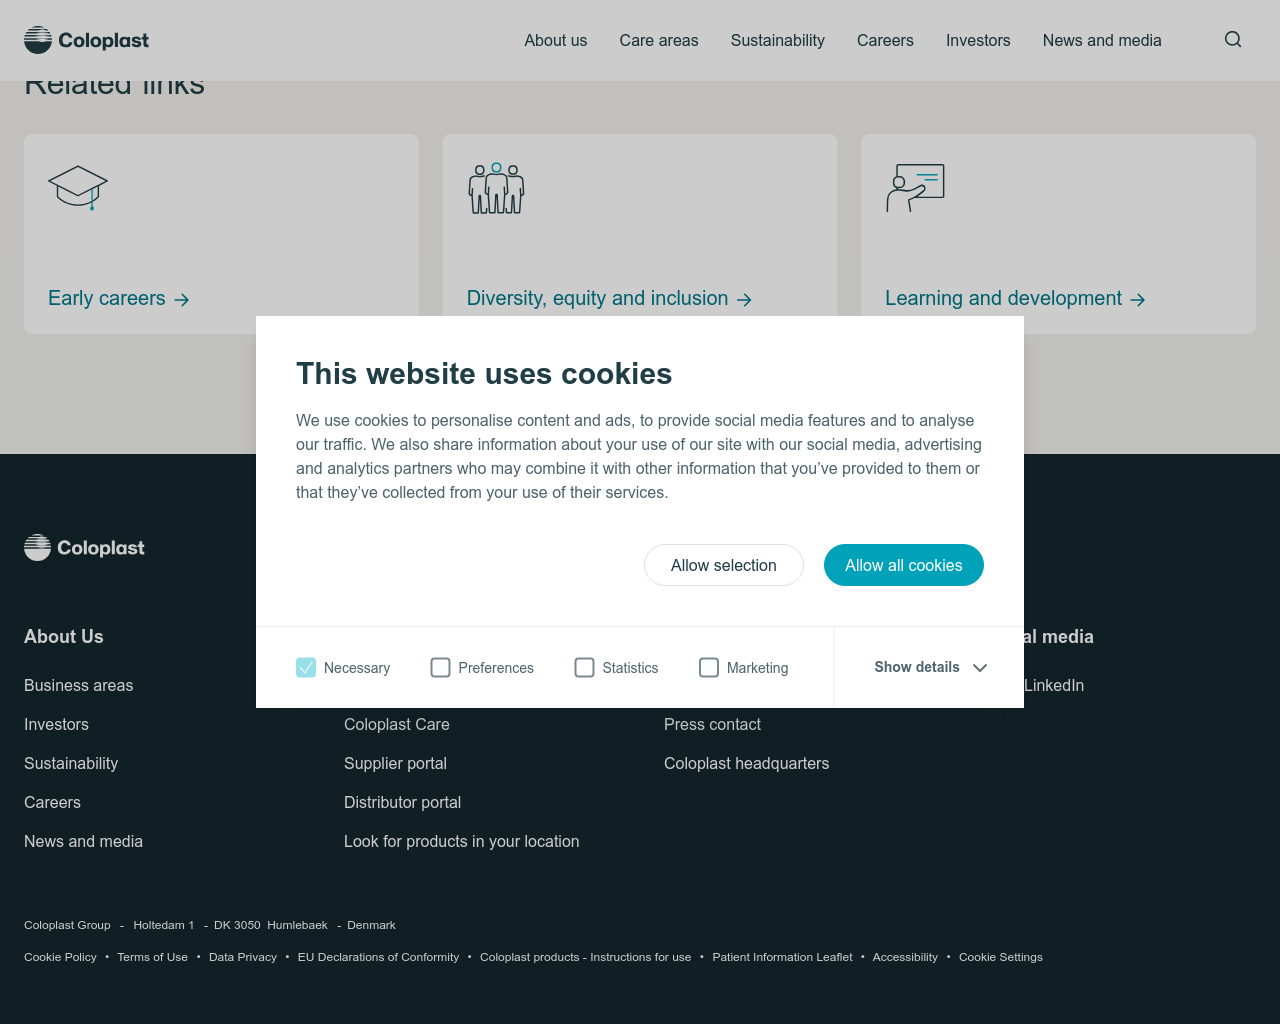 Coloplast
About us
Care areas
Sustainability
Careers
Investors
News and media
Related links
Early careers
Diversity, equity and inclusion
Learning and development
This website uses cookies
We use cookies to personalise content and ads, to provide social media features and to analyse
our traffic. We also share information about your use of our site with our social media, advertising
and analytics partners who may combine it with other information that you’ve provided to them or
that they’ve collected from your use of their services.
Allow selection
Allow all cookies
Necessary
Preferences
Statistics
Marketing
Show details
Coloplast
About Us
Business areas
Investors
Sustainability
Careers
News and media
Coloplast Care
Supplier portal
Distributor portal
Look for products in your location
Press contact
Coloplast headquarters
al media
LinkedIn
Coloplast Group - Holtedam 1 - DK 3050 Humlebaek - Denmark
Cookie Policy • Terms of Use • Data Privacy • EU Declarations of Conformity • Coloplast products - Instructions for use • Patient Information Leaflet • Accessibility • Cookie Settings